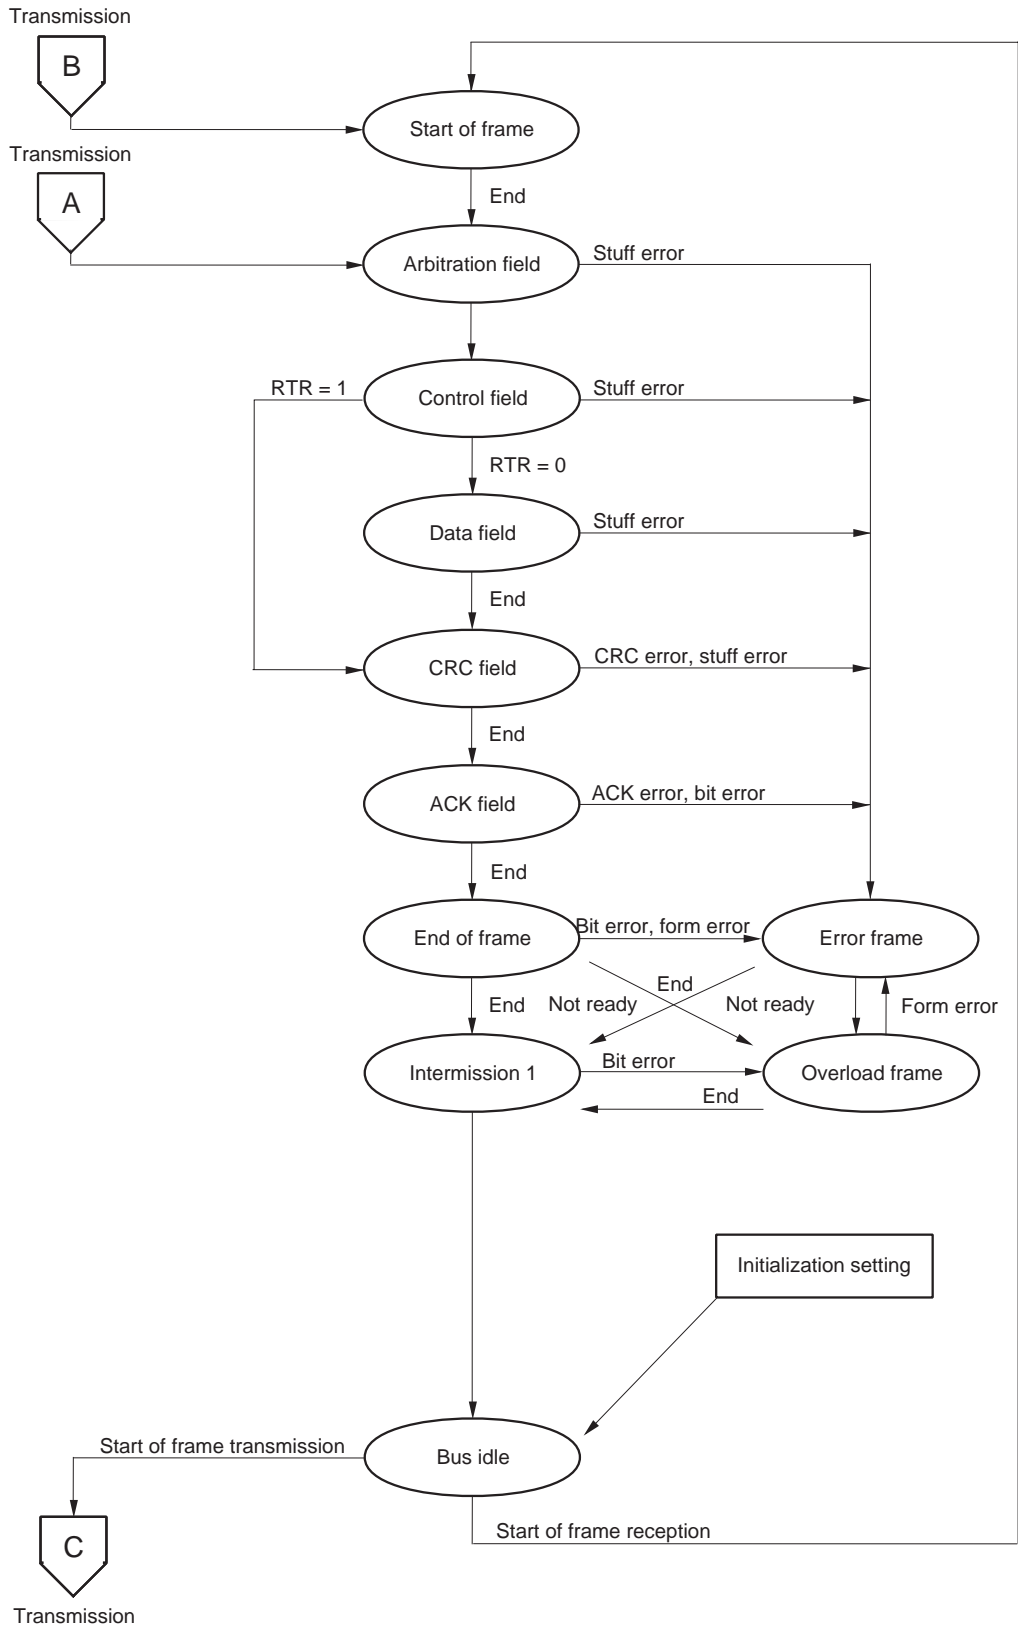 Transmission
B
Start of frame
Transmission
End
A
Arbitration field
Stuff error
RTR = 1
Control field
Stuff error
RTR = 0
Data field
Stuff error
End
CRC field
CRC error, stuff error
End
ACK field
ACK error, bit error
End
End of frame
Bit error, form error
Error frame
End
End
Not ready
Not ready
Form error
Intermission 1
Bit error
Overload frame
End
Initialization setting
Start of frame transmission
Bus idle
Start of frame reception
C
Transmission